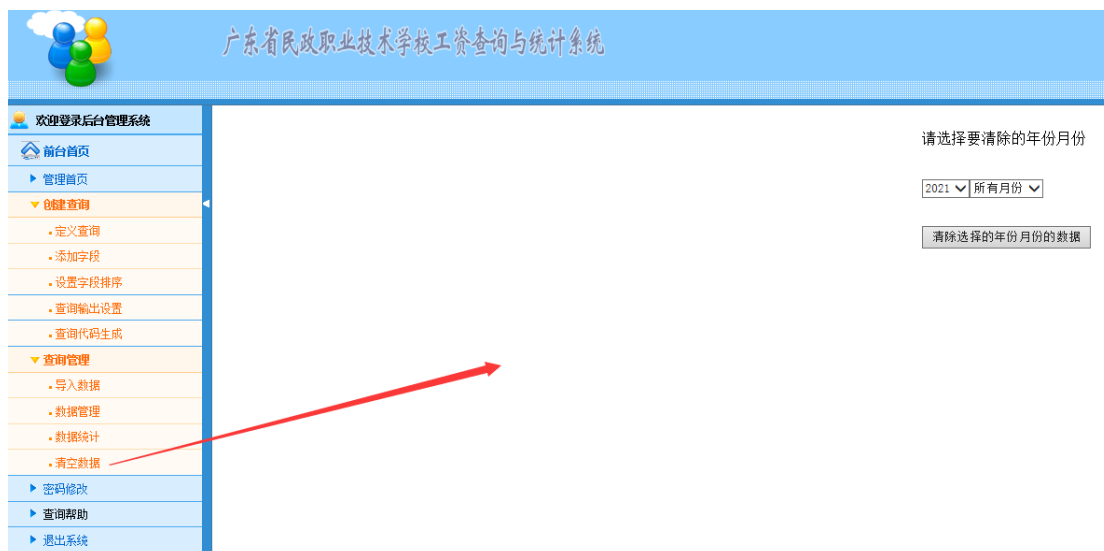 广东省民政职业技术学校工资查询与统计系统
欢迎登录后台管理系统
前台首页
管理首页
创建查询
定义查询
添加字段
设置字段排序
查询输出设置
查询代码生成
查询管理
导入数据
数据管理
数据统计
清空数据
密码修改
查询帮助
退出系统
请选择要清除的年份月份
2021 所有月份
清除选择的年份月份的数据